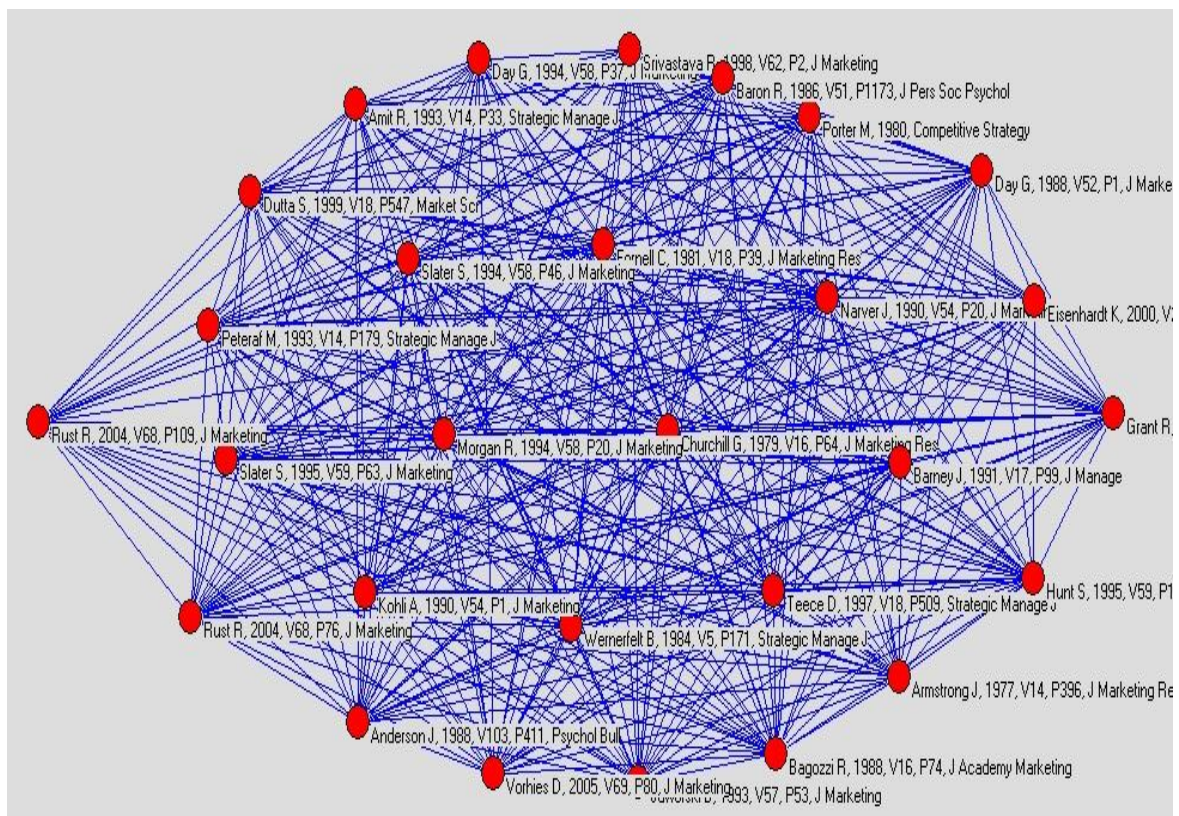 Srivastava R, 1998, V62, P2, J Marketing
Day G, 1994, V58, P37, J Marketing
Baron R, 1986, V51, P1173, J Pers Soc Psychol
Amit R, 1993, V14, P33, Strategic Manage J
Porter M, 1980, Competitive Strategy
Day G, 1988, V52, P1, J Marke
Dutta S, 1999, V18, P547, Market Sci
Fornell C, 1981, V18, P39, J Marketing Res
Slater S, 1994, V58, P46, J Marketing
Narver J, 1990, V54, P20, J
Eisenhardt K, 2000,
Peteraf M, 1993, V14, P179, Strategic Manage J
Grant R,
Rust R, 2004, V68, P109, J Marketing
Morgan R, 1994, V58, P20, J Marketing
Churchill G, 1979, V16, P64, J Marketing Res
Slater S, 1995, V59, P63, J Marketing
Barney J, 1991, V17, P99, J Manage
Hunt S, 1995, V59,
Kohli A, 1990, V54, P1, J Marketing
Teece D, 1997, V18, P509, Strategic Manage J
Rust R, 2004, V68, P76, J Marketing
Wernerfelt B, 1984, V5, P171, Strategic Manage J
Armstrong J, 1977, V14, P396, J Marketing Re
Anderson J, 1988, V103, P411, Psychol Bull
Bagozzi R, 1988, V16, P74, J Academy Marketing
Vorhies D, 2005, V69, P80, J Marketing
1993, V57, P53, J Marketing